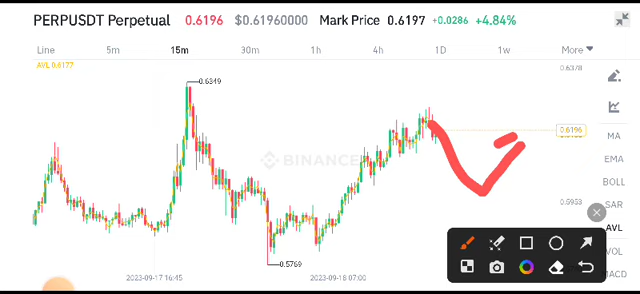 PERPUSDT Perpetual 0.6196 $0.61960000 Mark Price 0.6197 +0.0286 +4.84%
Line 5m 15m 30m 1h 4h 1D 1w More
AVL 0.6177
0.6378
0.6349
0.6196
MA
EMA
BINANCE
BOLL
SAR
0.5953
AVL
0.5769
VOL
2023-09-17 16:45 2023-09-18 07:00